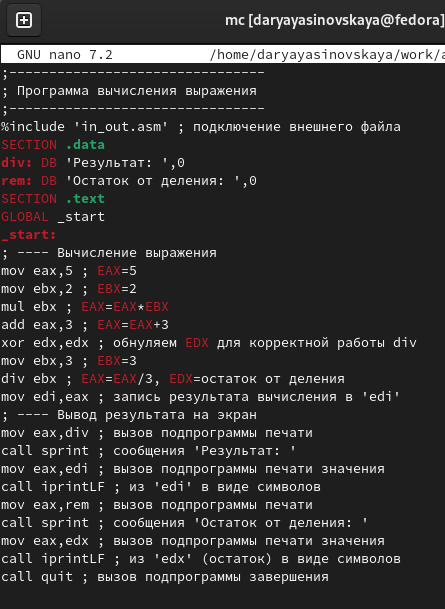 mc [daryayasinovskaya@fedora]
GNU nano 7.2 /home/daryayasinovskaya/work/a
;--------------------------------
; Программа вычисления выражения
;--------------------------------
%include 'in_out.asm' ; подключение внешнего файла
SECTION .data
div: DB 'Результат: ',0
rem: DB 'Остаток от деления: ',0
SECTION .text
GLOBAL _start
_start:
; ---- Вычисление выражения
mov eax,5 ; EAX=5
mov ebx,2 ; EBX=2
mul ebx ; EAX=EAX*EBX
add eax,3 ; EAX=EAX+3
xor edx,edx ; обнуляем EDX для корректной работы div
mov ebx,3 ; EBX=3
div ebx ; EAX=EAX/3, EDX=остаток от деления
mov edi,eax ; запись результата вычисления в 'edi'
; ---- Вывод результата на экран
mov eax,div ; вызов подпрограммы печати
call sprint ; сообщения 'Результат: '
mov eax,edi ; вызов подпрограммы печати значения
call iprintLF ; из 'edi' в виде символов
mov eax,rem ; вызов подпрограммы печати
call sprint ; сообщения 'Остаток от деления: '
mov eax,edx ; вызов подпрограммы печати значения
call iprintLF ; из 'edx' (остаток) в виде символов
call quit ; вызов подпрограммы завершения